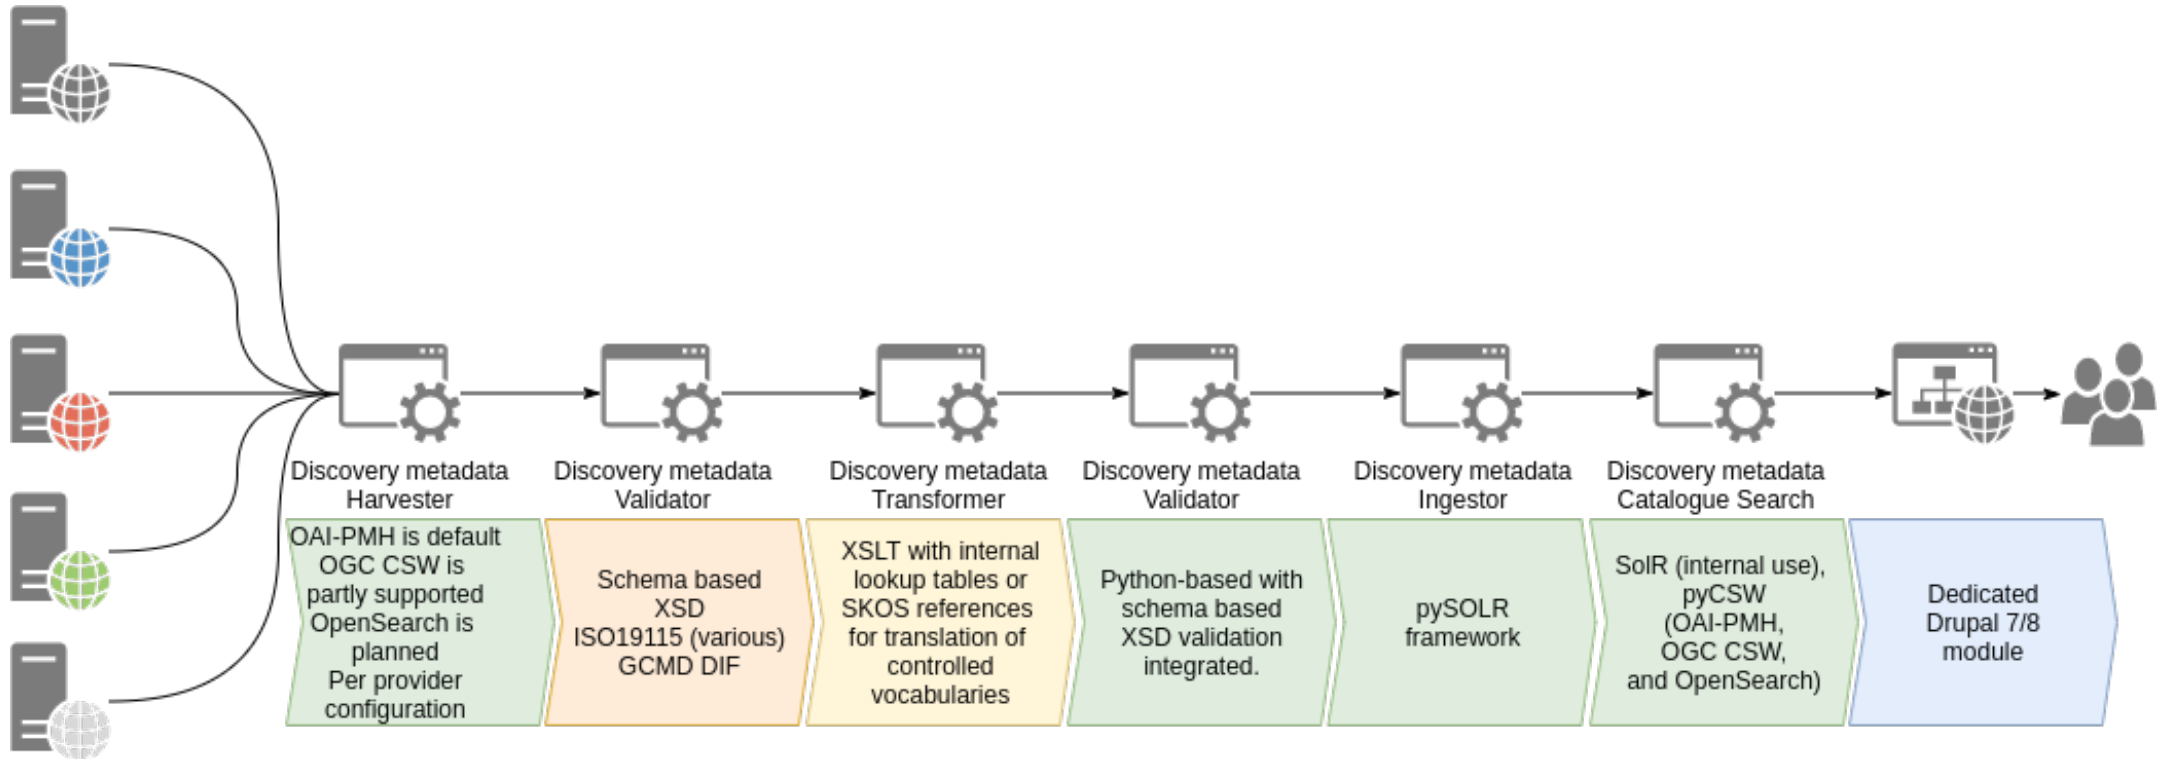 Discovery metadata
Harvester
Discovery metadata
Validator
Discovery metadata
Transformer
Discovery metadata
Validator
Discovery metadata
Ingestor
Discovery metadata
Catalogue Search
OAI-PMH is default
OGC CSW is
partly supported
OpenSearch is
planned
Per provider
configuration
Schema based
XSD
ISO19115 (various)
GCMD DIF
XSLT with internal
lookup tables or
SKOS references
for translation of
controlled
vocabularies
Python-based with
schema based
XSD validation
integrated.
pySOLR
framework
SolR (internal use),
pyCSW
(OAI-PMH,
OGC CSW,
and OpenSearch)
Dedicated
Drupal 7/8
module